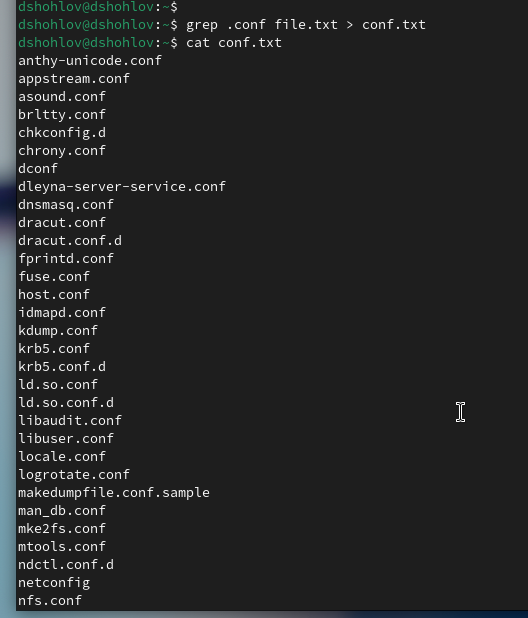 dshohlov@dshohlov:~$
dshohlov@dshohlov:~$ grep .conf file.txt > conf.txt
dshohlov@dshohlov:~$ cat conf.txt
anthy-unicode.conf
appstream.conf
asound.conf
brltty.conf
chkconfig.d
chrony.conf
dconf
dleyna-server-service.conf
dnsmasq.conf
dracut.conf
dracut.conf.d
fprintd.conf
fuse.conf
host.conf
idmapd.conf
kdump.conf
krb5.conf
krb5.conf.d
ld.so.conf
ld.so.conf.d
libaudit.conf
libuser.conf
locale.conf
logrotate.conf
makedumpfile.conf.sample
man_db.conf
mke2fs.conf
mtools.conf
ndctl.conf.d
netconfig
nfs.conf